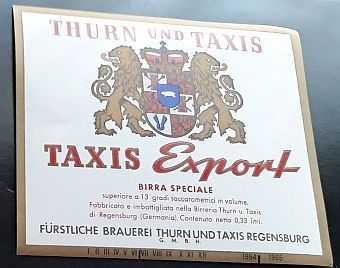 THURN UND TAXIS
TAXIS Export
BIRRA SPECIALE
superiore a 13 gradi saccarometrici in volume.
Fabbricata e imbottigliata nella Birreria Thurn u. Taxis
di Regensburg (Germania). Contenuto netto 0,33 litri.
FÜRSTLICHE BRAUEREI THURN UND TAXIS REGENSBURG
G. M. B. H.
I II III IV V VI VII VIII IX X XI XII 1964 1965